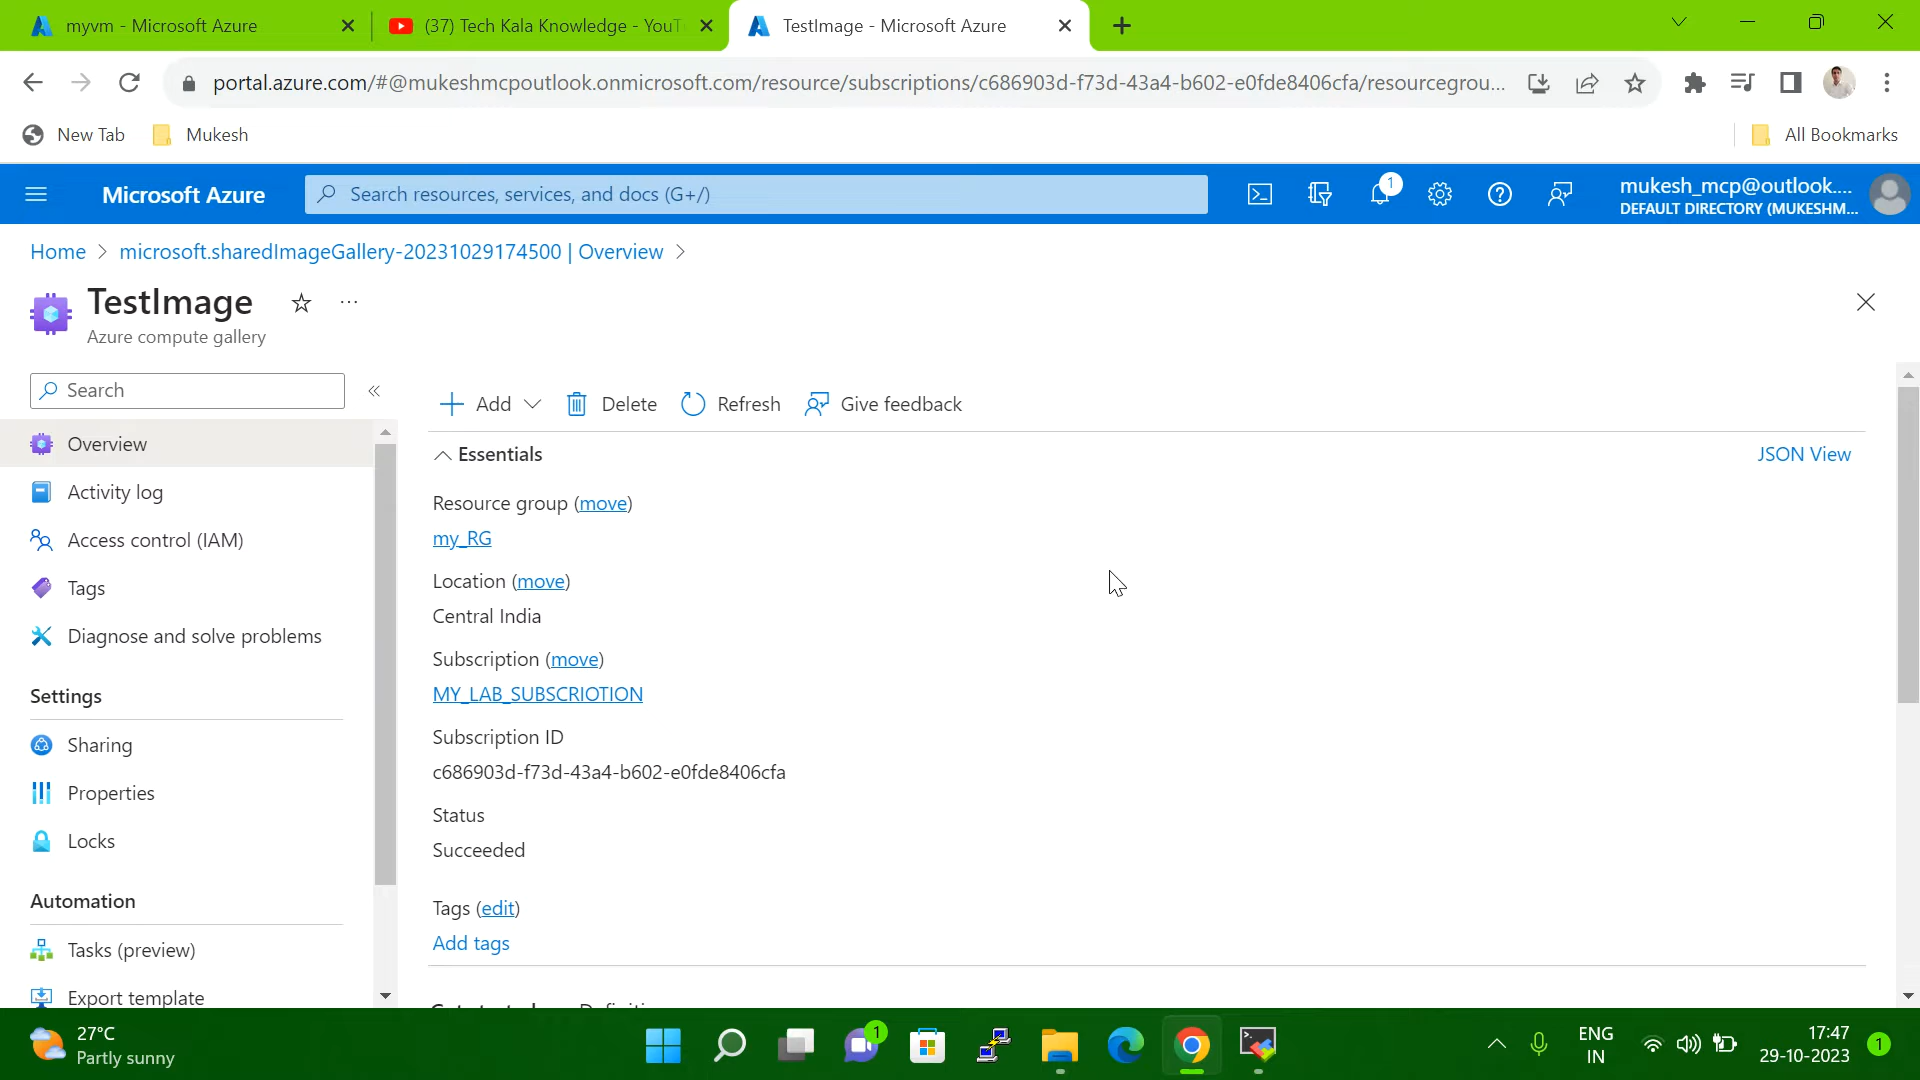 myvm - Microsoft Azure
(37) Tech Kala Knowledge - YouT
TestImage - Microsoft Azure
portal.azure.com/#@mukeshmcpoutlook.onmicrosoft.com/resource/subscriptions/c686903d-f73d-43a4-b602-e0fde8406cfa/resourcegrou...
New Tab
Mukesh
All Bookmarks
Microsoft Azure
Search resources, services, and docs (G+/)
1
mukesh_mcp@outlook....
DEFAULT DIRECTORY (MUKESHM...
Home > microsoft.sharedImageGallery-20231029174500 | Overview >
TestImage
Azure compute gallery
Search
Overview
Activity log
Access control (IAM)
Tags
Diagnose and solve problems
Settings
Sharing
Properties
Locks
Automation
Tasks (preview)
Export template
Add
Delete
Refresh
Give feedback
Essentials
JSON View
Resource group (move)
my_RG
Location (move)
Central India
Subscription (move)
MY_LAB_SUBSCRIOTION
Subscription ID
c686903d-f73d-43a4-b602-e0fde8406cfa
Status
Succeeded
Tags (edit)
Add tags
27°C
Partly sunny
1
ENG
IN
17:47
29-10-2023
1